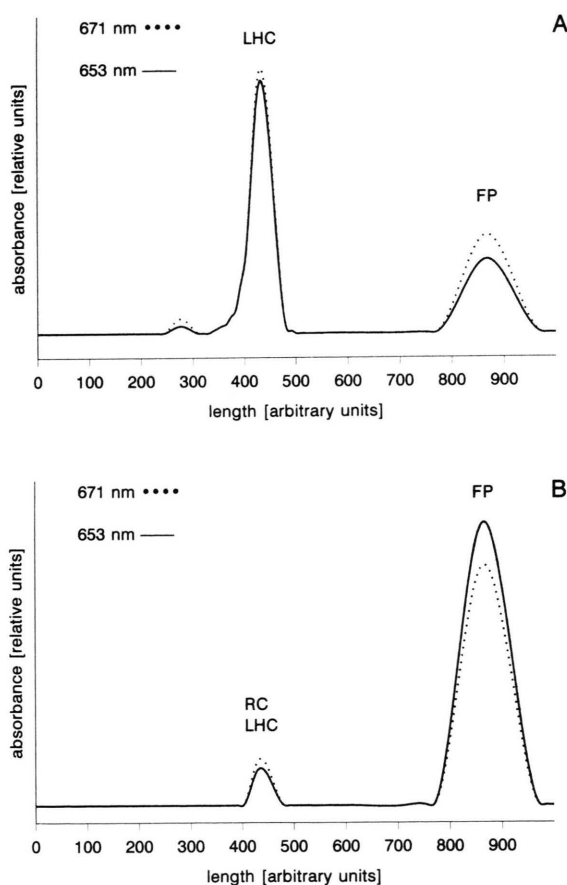 A
671 nm ••••
653 nm —
LHC
FP
absorbance [relative units]
0 100 200 300 400 500 600 700 800 900
length [arbitrary units]
B
671 nm ••••
653 nm —
FP
RC
LHC
absorbance [relative units]
0 100 200 300 400 500 600 700 800 900
length [arbitrary units]